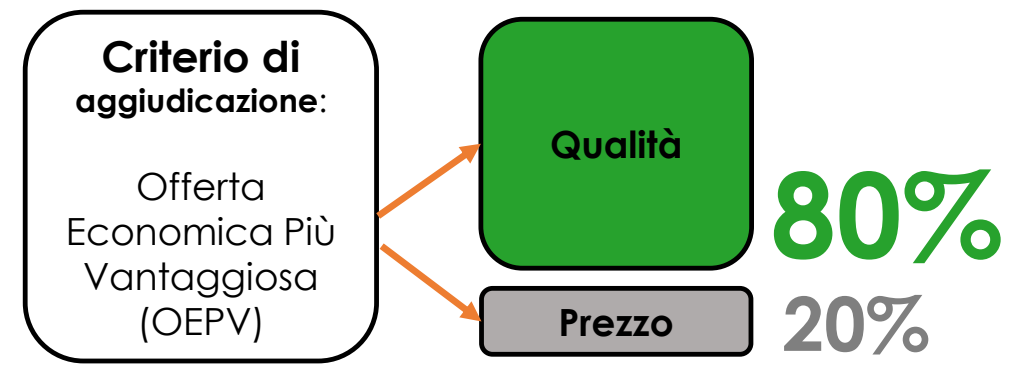 Criterio di
aggiudicazione:
Offerta
Economica Più
Vantaggiosa
(OEPV)
Qualità
80%
Prezzo
20%